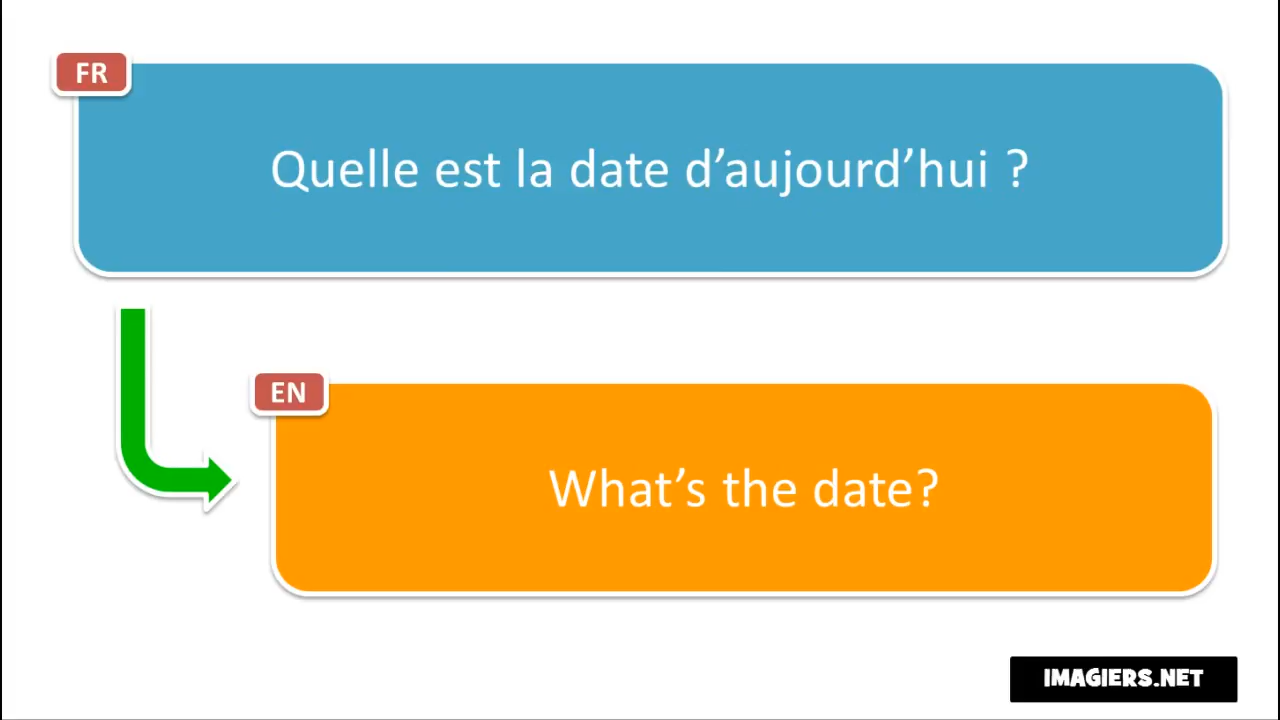 FR
Quelle est la date d’aujourd’hui ?
EN
What’s the date?
IMAGIERS.NET